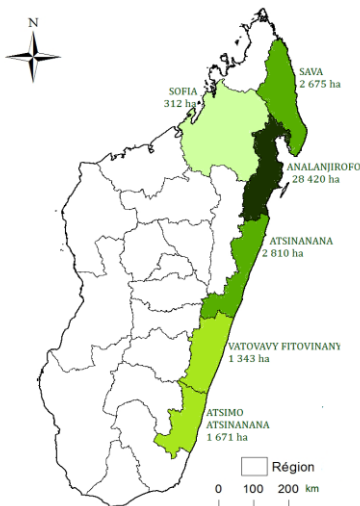 N
SAVA
2 675 ha
SOFIA
312 ha
ANALANJIROFO
28 420 ha
ATSINANANA
2 810 ha
VATOVAVY FITOVINANY
1 343 ha
ATSIMO
ATSINANANA
1 671 ha
Région
0 100 200 km